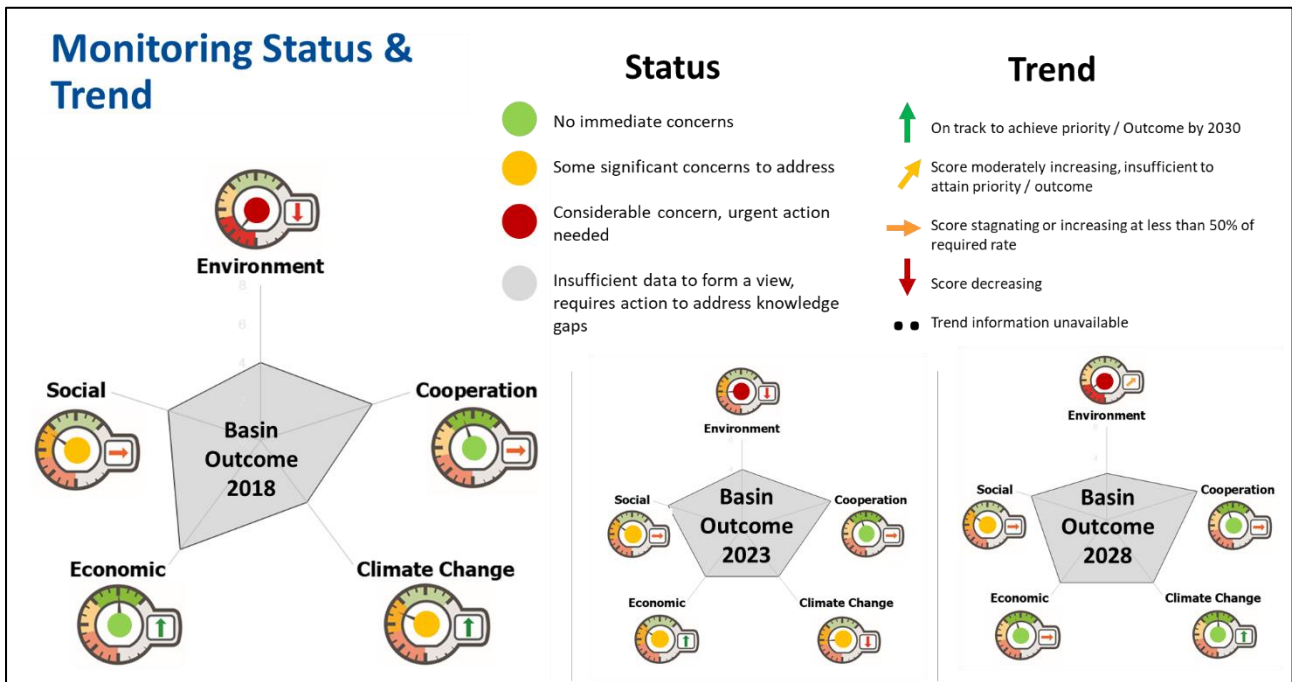 Monitoring Status &
Trend
Status
No immediate concerns
Some significant concerns to address
Considerable concern, urgent action
needed
Insufficient data to form a view,
requires action to address knowledge
gaps
Trend
On track to achieve priority / Outcome by 2030
Score moderately increasing, insufficient to
attain priority / outcome
Score stagnating or increasing at less than 50% of
required rate
Score decreasing
Trend information unavailable
Environment
8
6
4
Social
Cooperation
Basin
Outcome
2018
Economic
Climate Change
Environment
Social
Cooperation
Basin
Outcome
2023
Economic
Climate Change
Environment
4
Social
Cooperation
Basin
Outcome
2028
Economic
Climate Change